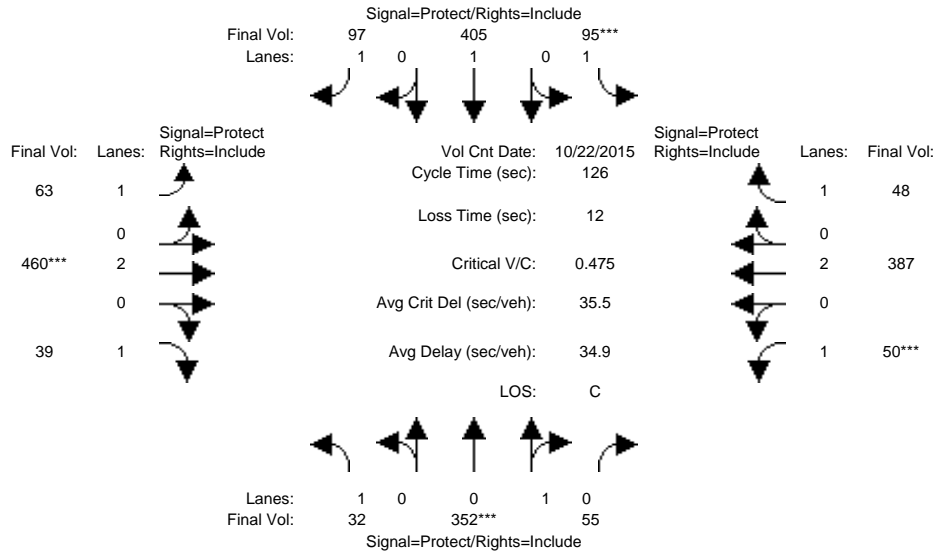 Signal=Protect/Rights=Include
Final Vol: 97 405 95***
Lanes: 1 0 1 0 1
Signal=Protect
Final Vol: Lanes: Rights=Include
Vol Cnt Date: 10/22/2015
Cycle Time (sec): 126
Signal=Protect
Rights=Include Lanes: Final Vol:
63 1
1 48
Loss Time (sec): 12
0
0
460*** 2
Critical V/C: 0.475
2 387
0
Avg Crit Del (sec/veh): 35.5
0
39 1
Avg Delay (sec/veh): 34.9
1 50***
LOS: C
Lanes: 1 0 0 1 0
Final Vol: 32 352*** 55
Signal=Protect/Rights=Include